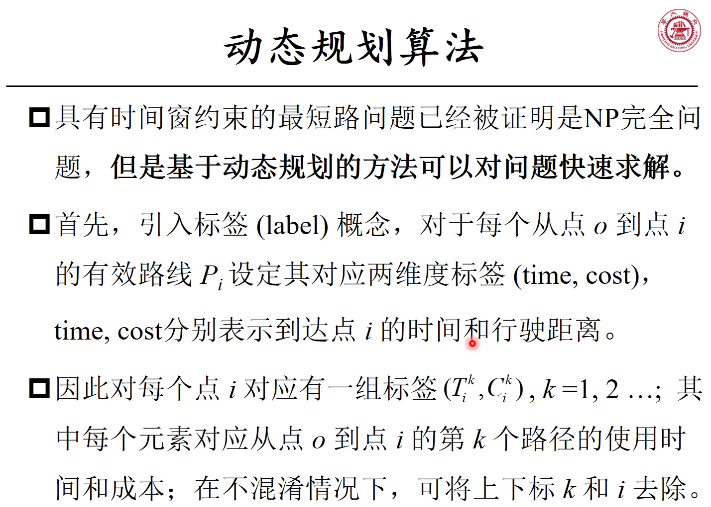 动态规划算法
具有时间窗约束的最短路问题已经被证明是NP完全问
题，但是基于动态规划的方法可以对问题快速求解。
首先，引入标签 (label) 概念，对于每个从点 o 到点 i
的有效路线 Pi 设定其对应两维度标签 (time, cost)，
time, cost分别表示到达点 i 的时间和行驶距离。
因此对每个点 i 对应有一组标签 (T_i^k, C_i^k) , k =1, 2 …; 其
中每个元素对应从点 o 到点 i 的第 k 个路径的使用时
间和成本；在不混淆情况下，可将上下标 k 和 i 去除。